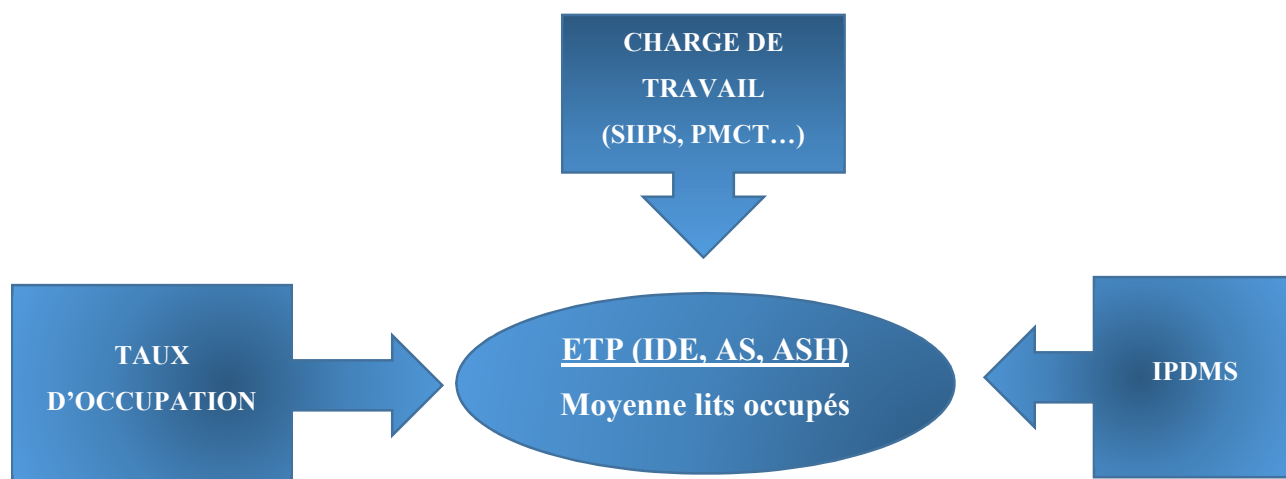 CHARGE DE
TRAVAIL
(SIIPS, PMCT…)
TAUX
D’OCCUPATION
ETP (IDE, AS, ASH)
Moyenne lits occupés
IPDMS